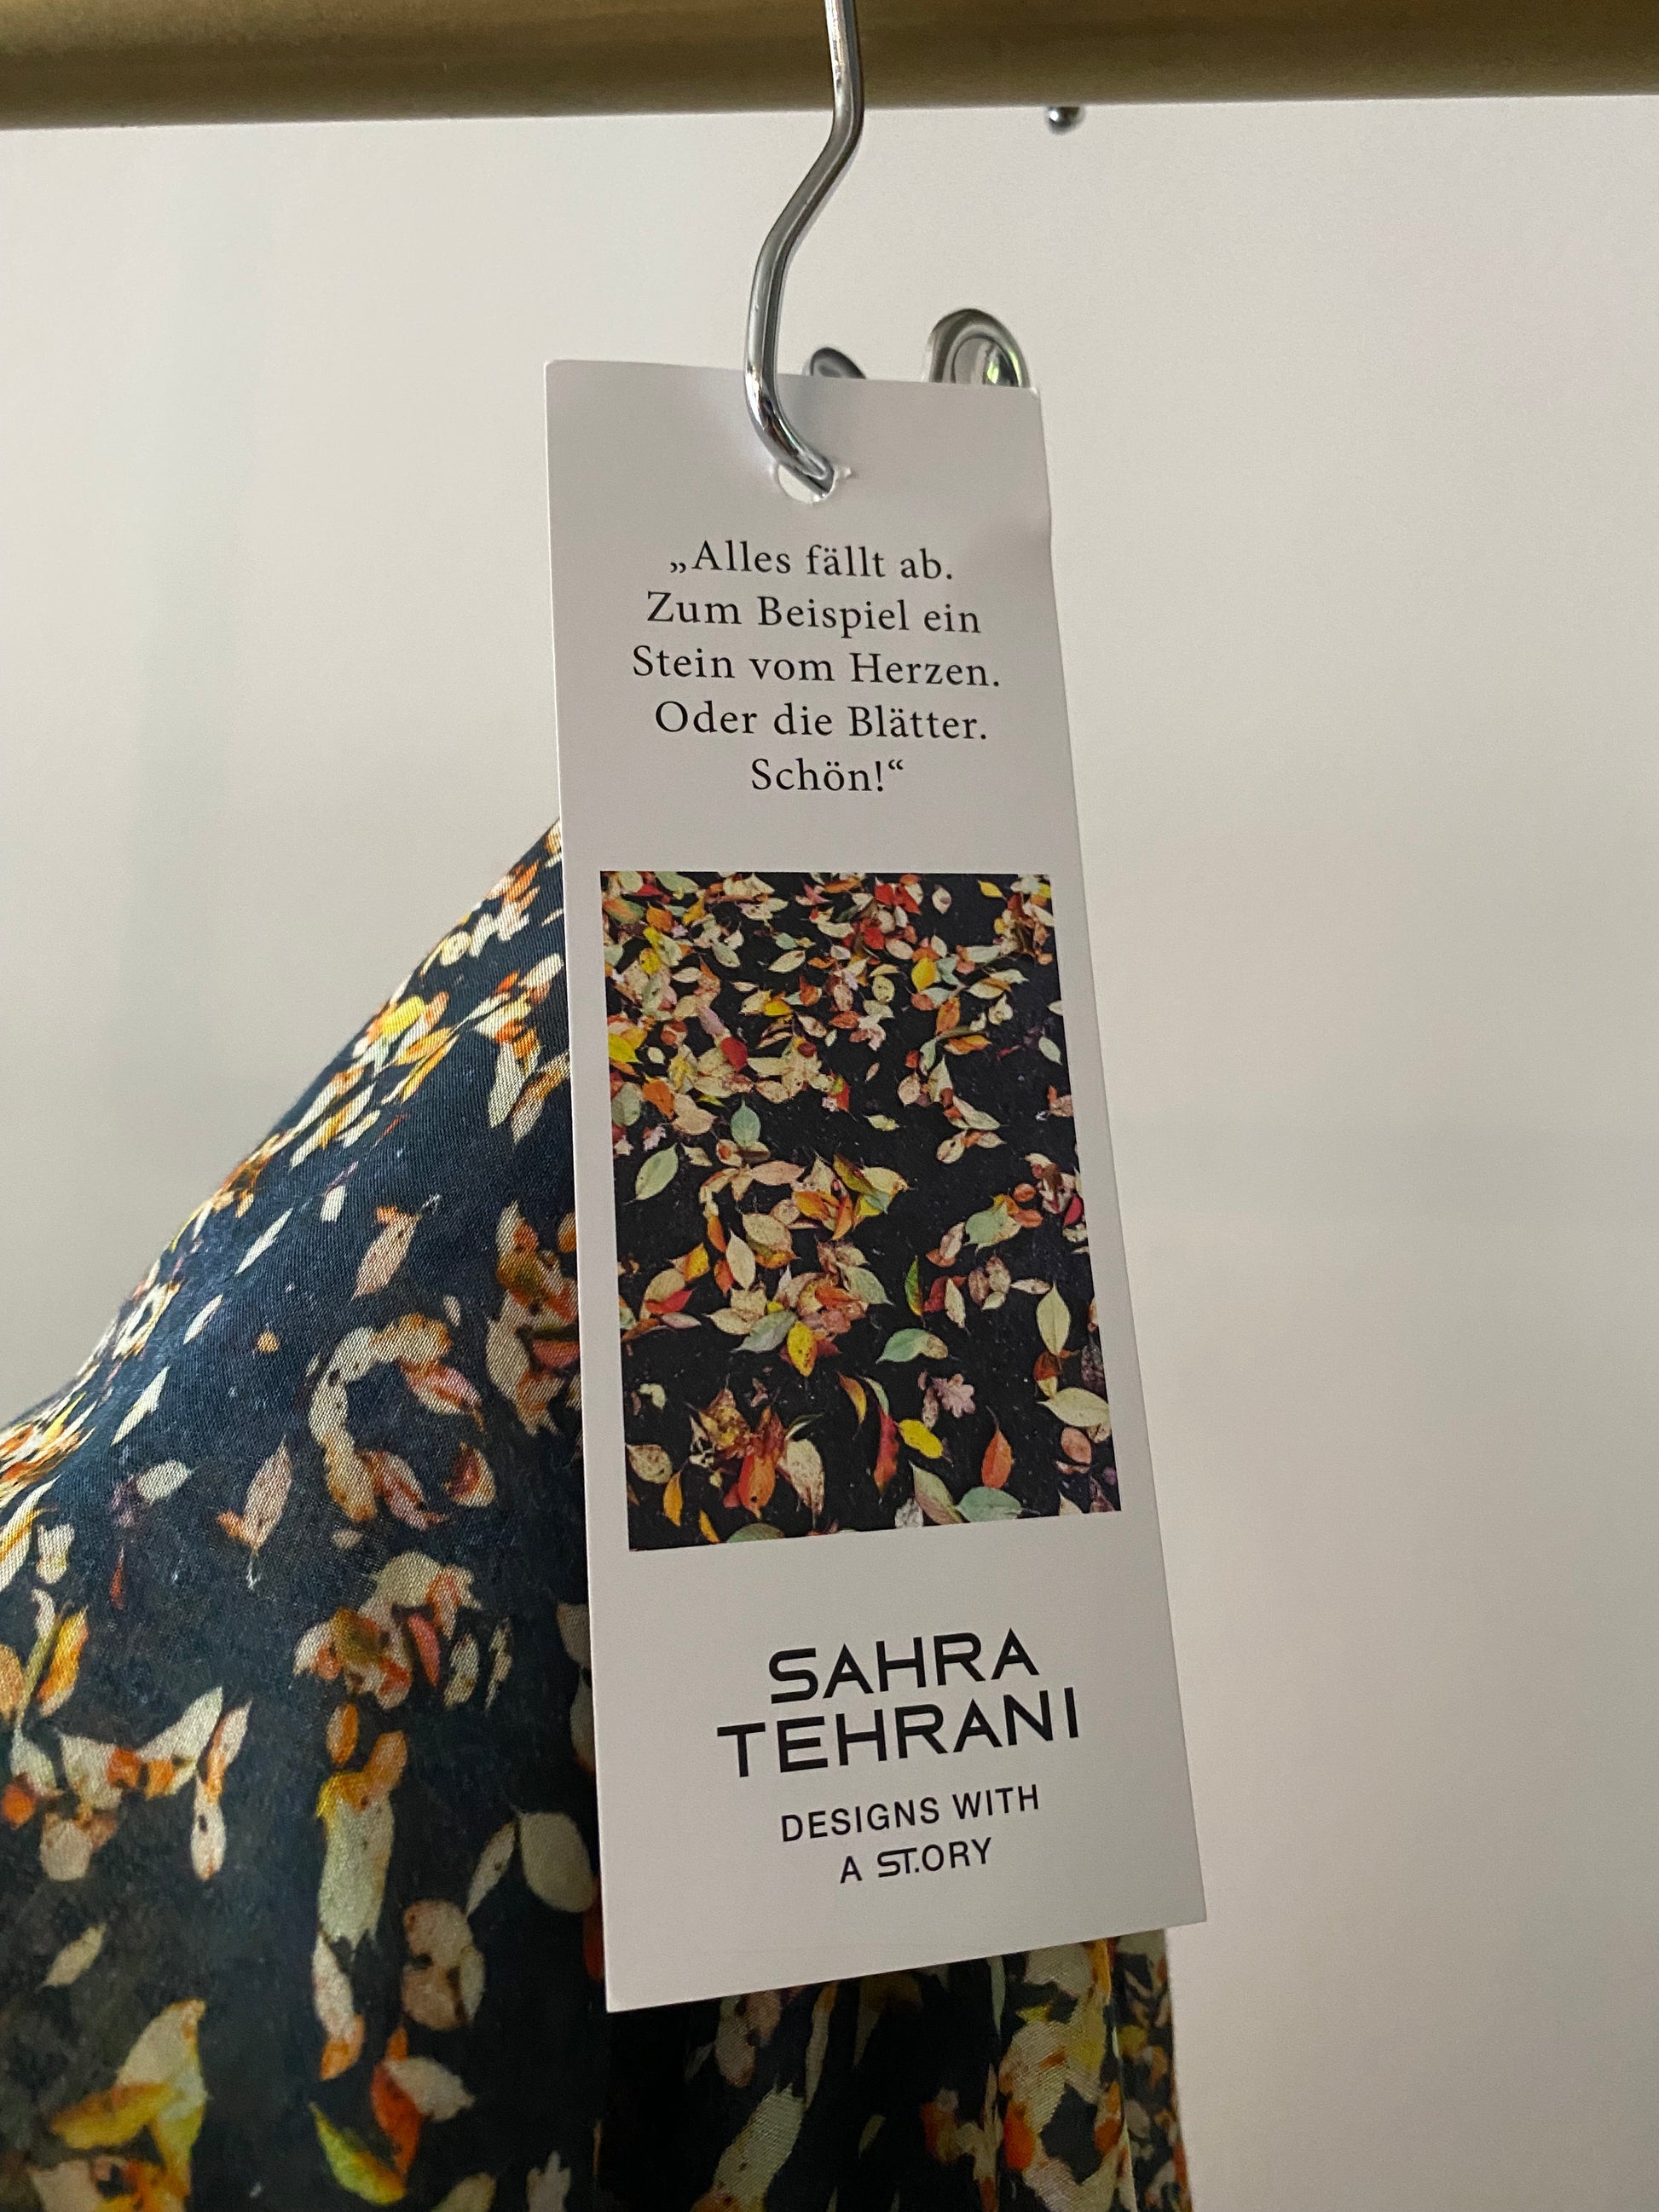 „Alles fällt ab.
Zum Beispiel ein
Stein vom Herzen.
Oder die Blätter.
Schön!“
SAHRA
TEHRANI
DESIGNS WITH
A ST.ORY